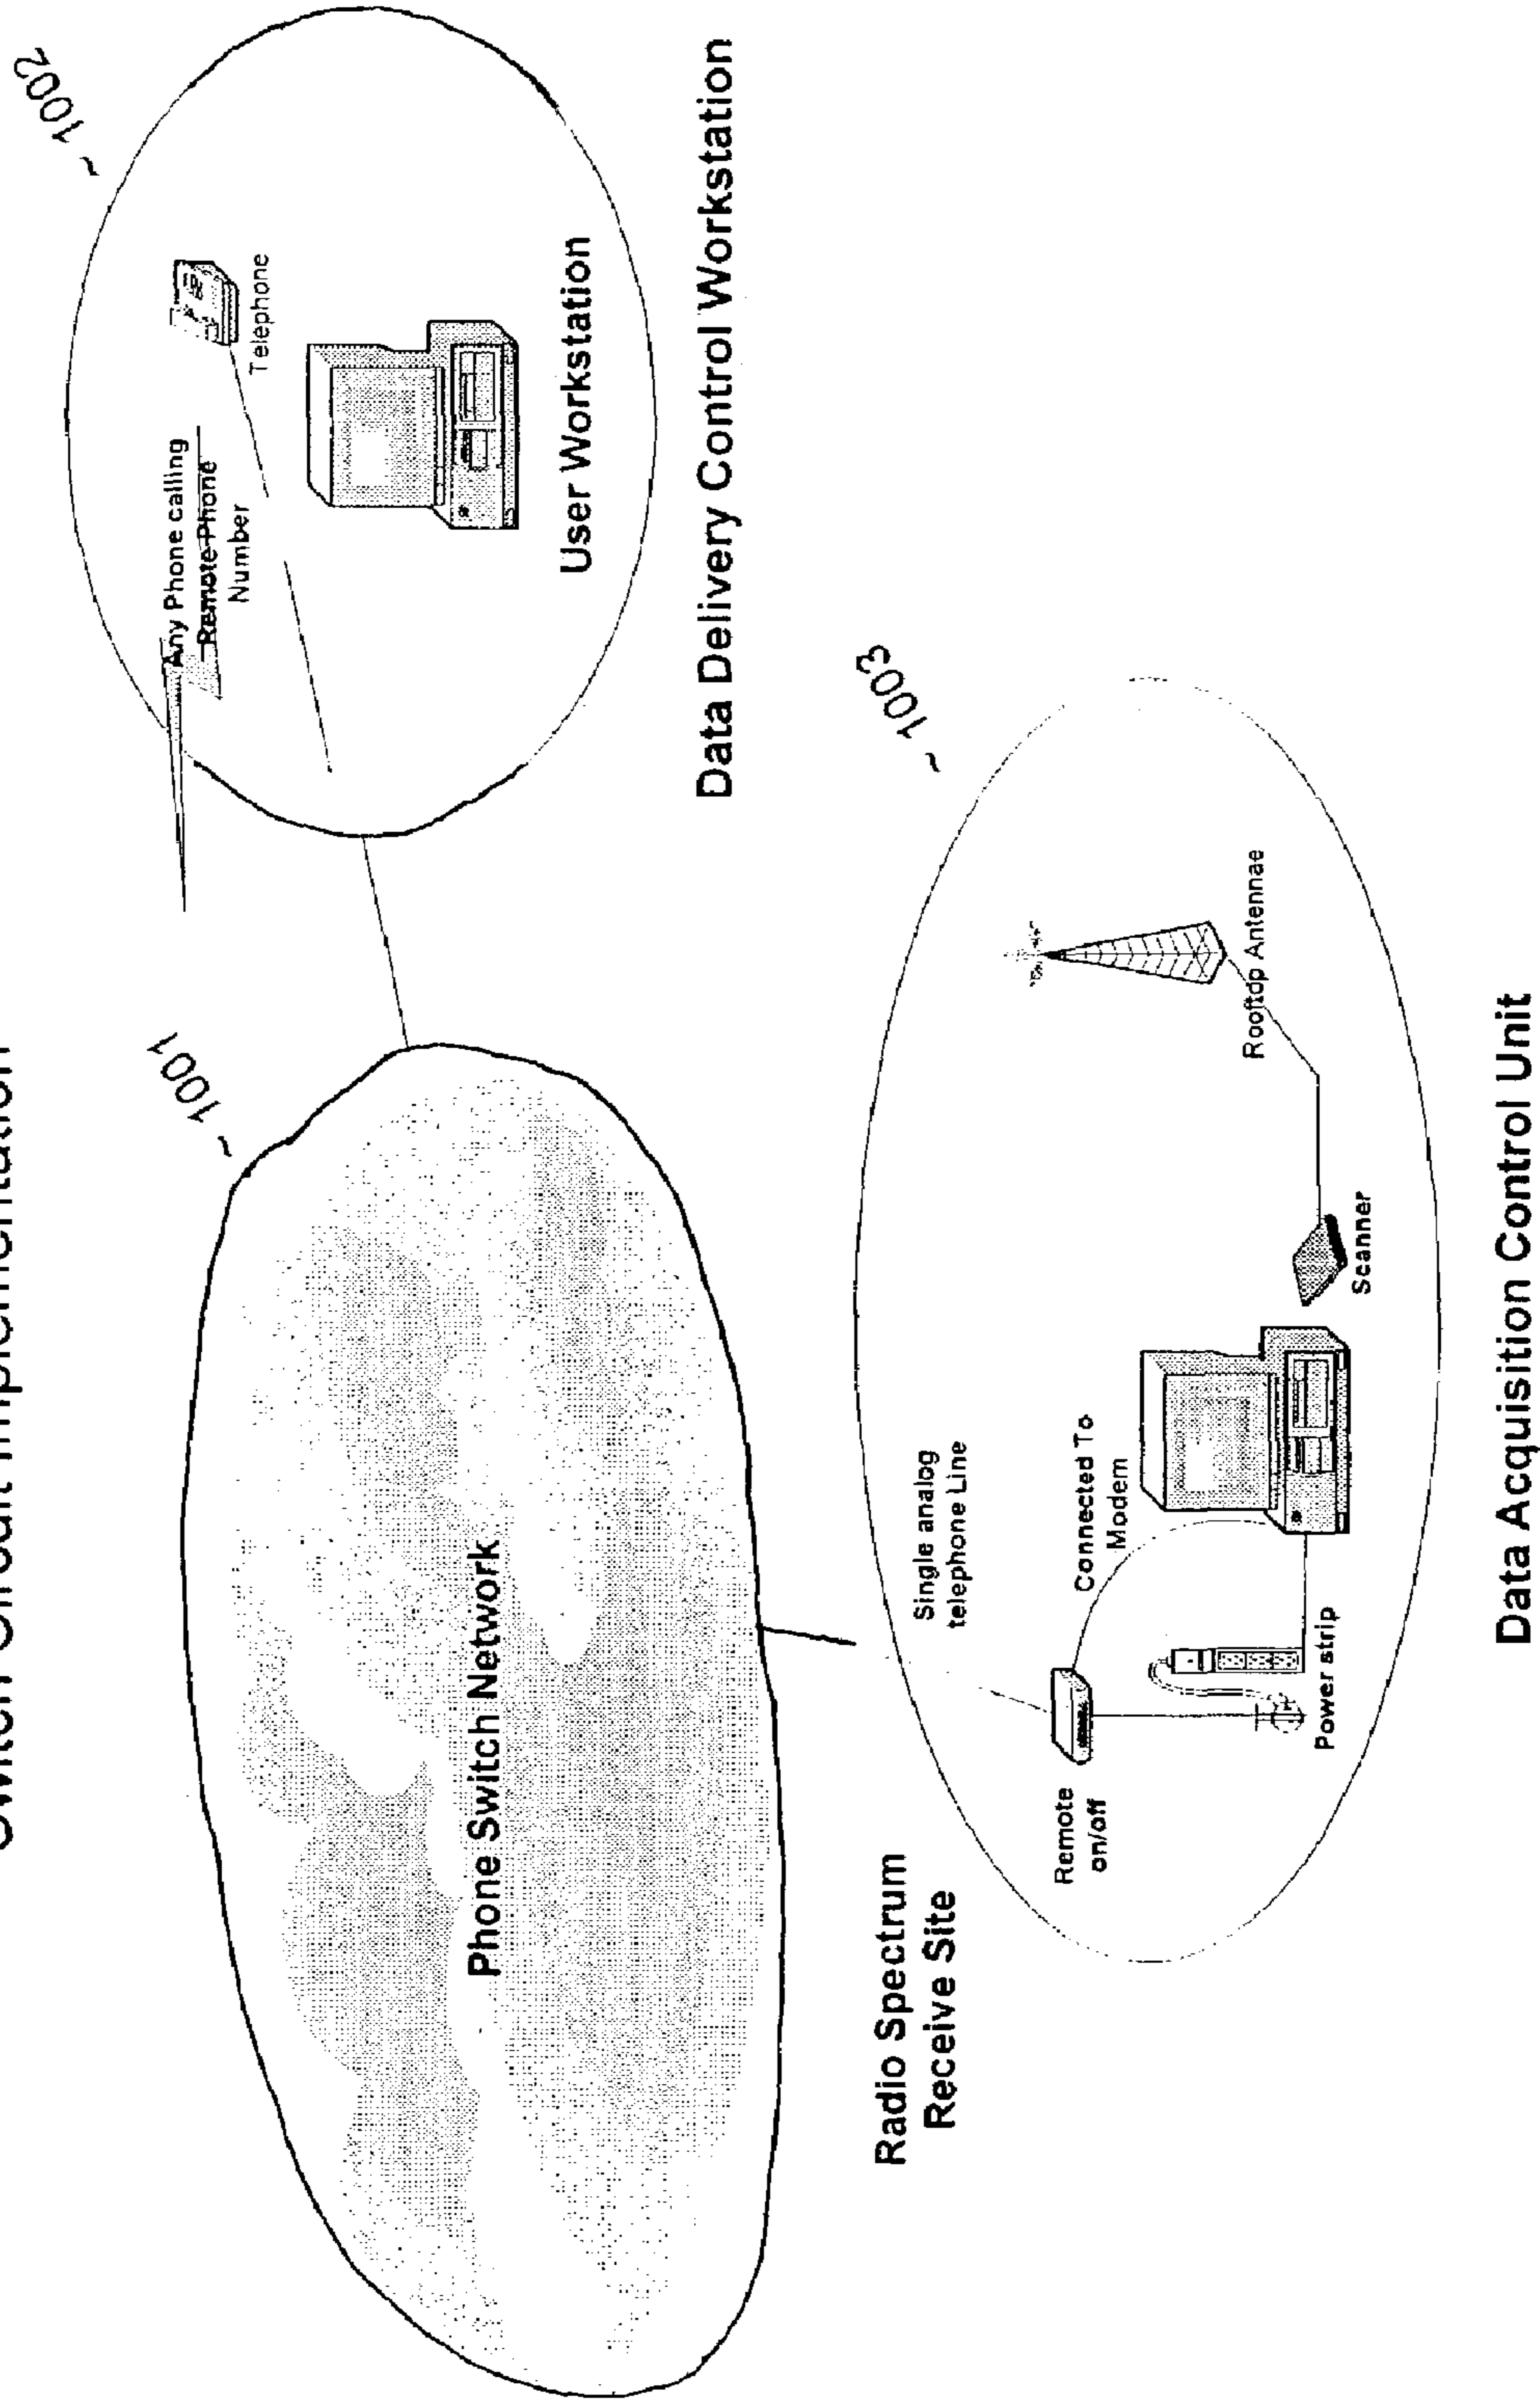 Switch Circuit Implementation
~ 1001
Phone Switch Network
~ 1002
Any Phone calling
Remote Phone
Number
Telephone
User Workstation
Data Delivery Control Workstation
Radio Spectrum
Receive Site
~ 1003
Single analog
telephone Line
Remote
on/off
Connected To
Modem
Power strip
Scanner
Rooftop Antennae
Data Acquisition Control Unit